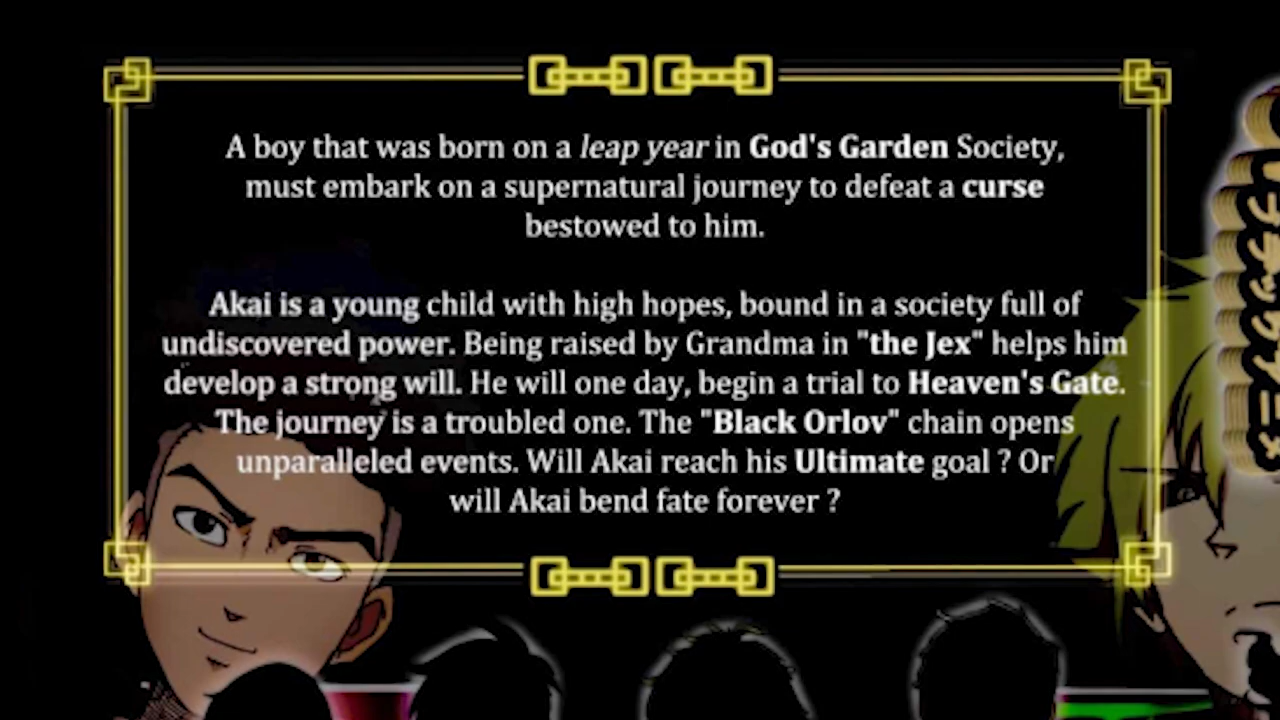 A boy that was born on a leap year in God's Garden Society,
must embark on a supernatural journey to defeat a curse
bestowed to him.
Akai is a young child with high hopes, bound in a society full of
undiscovered power. Being raised by Grandma in "the Jex" helps him
develop a strong will. He will one day, begin a trial to Heaven's Gate.
The journey is a troubled one. The "Black Orlov" chain opens
unparalleled events. Will Akai reach his Ultimate goal ? Or
will Akai bend fate forever ?